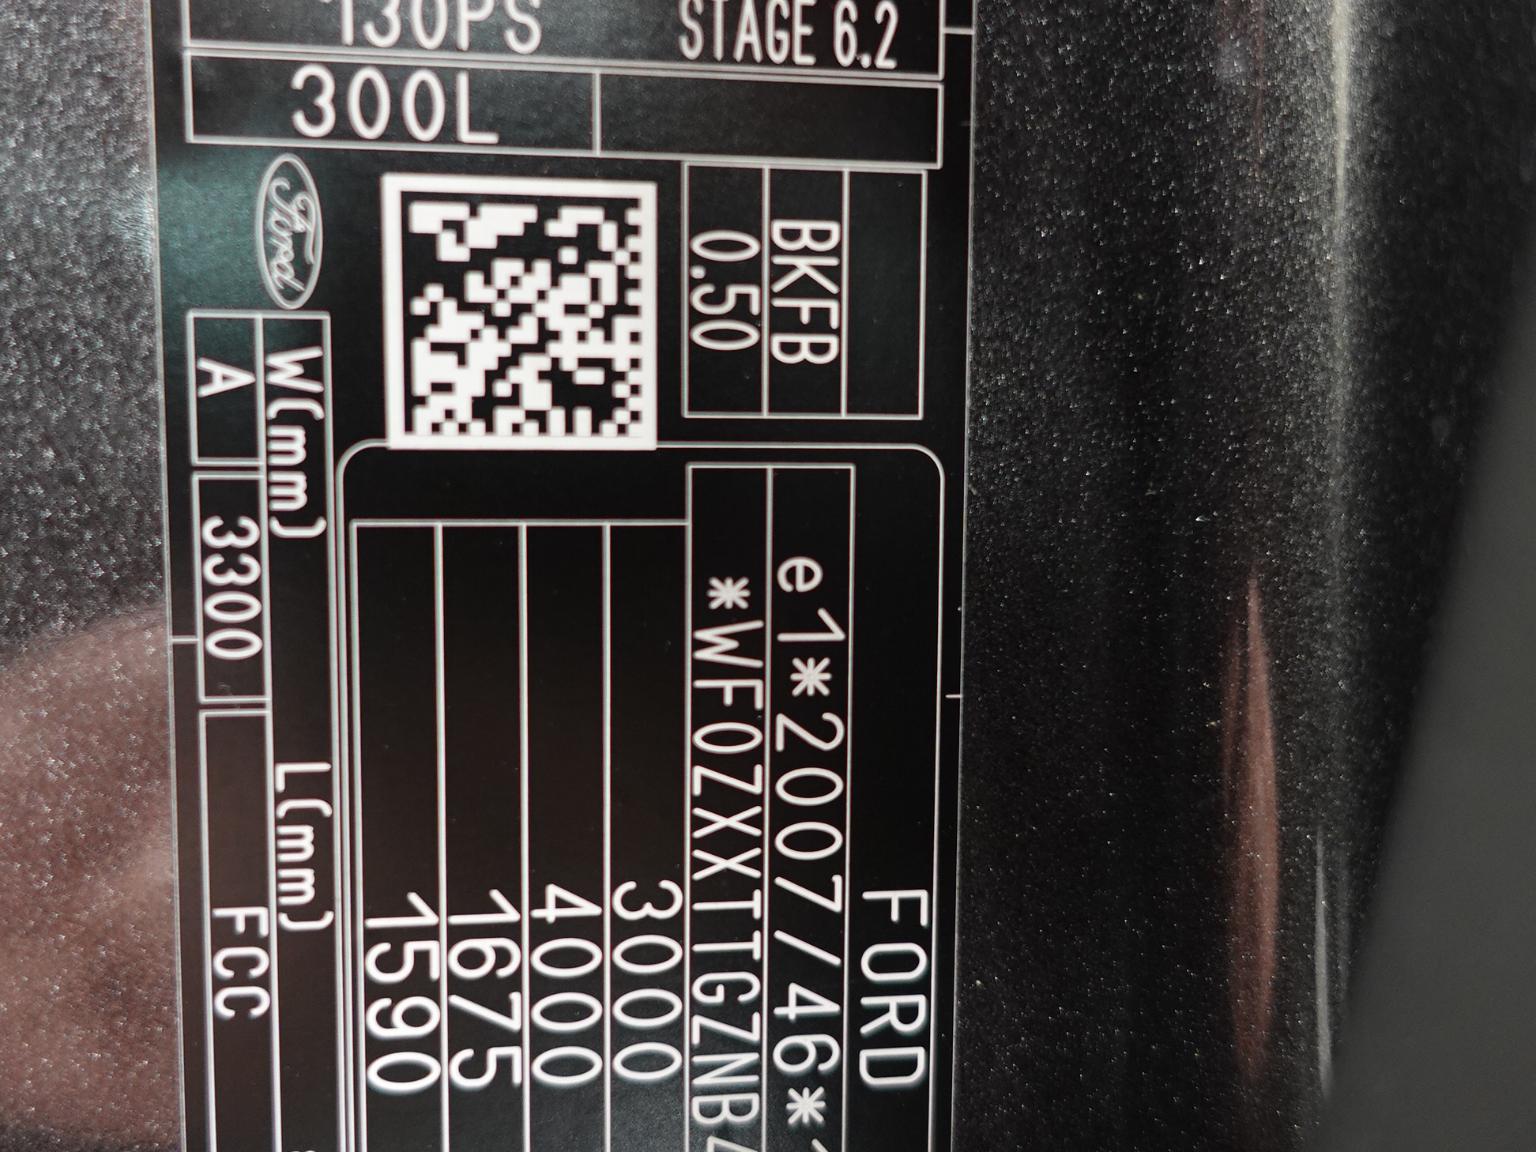 130PS
STAGE 6.2
300L
Ford
BKFB
0.50
FORD
e1*2007/46*
*WF0ZXXTTGZNB
3000
4000
1675
1590
W(mm)
L(mm)
A
3300
FCC